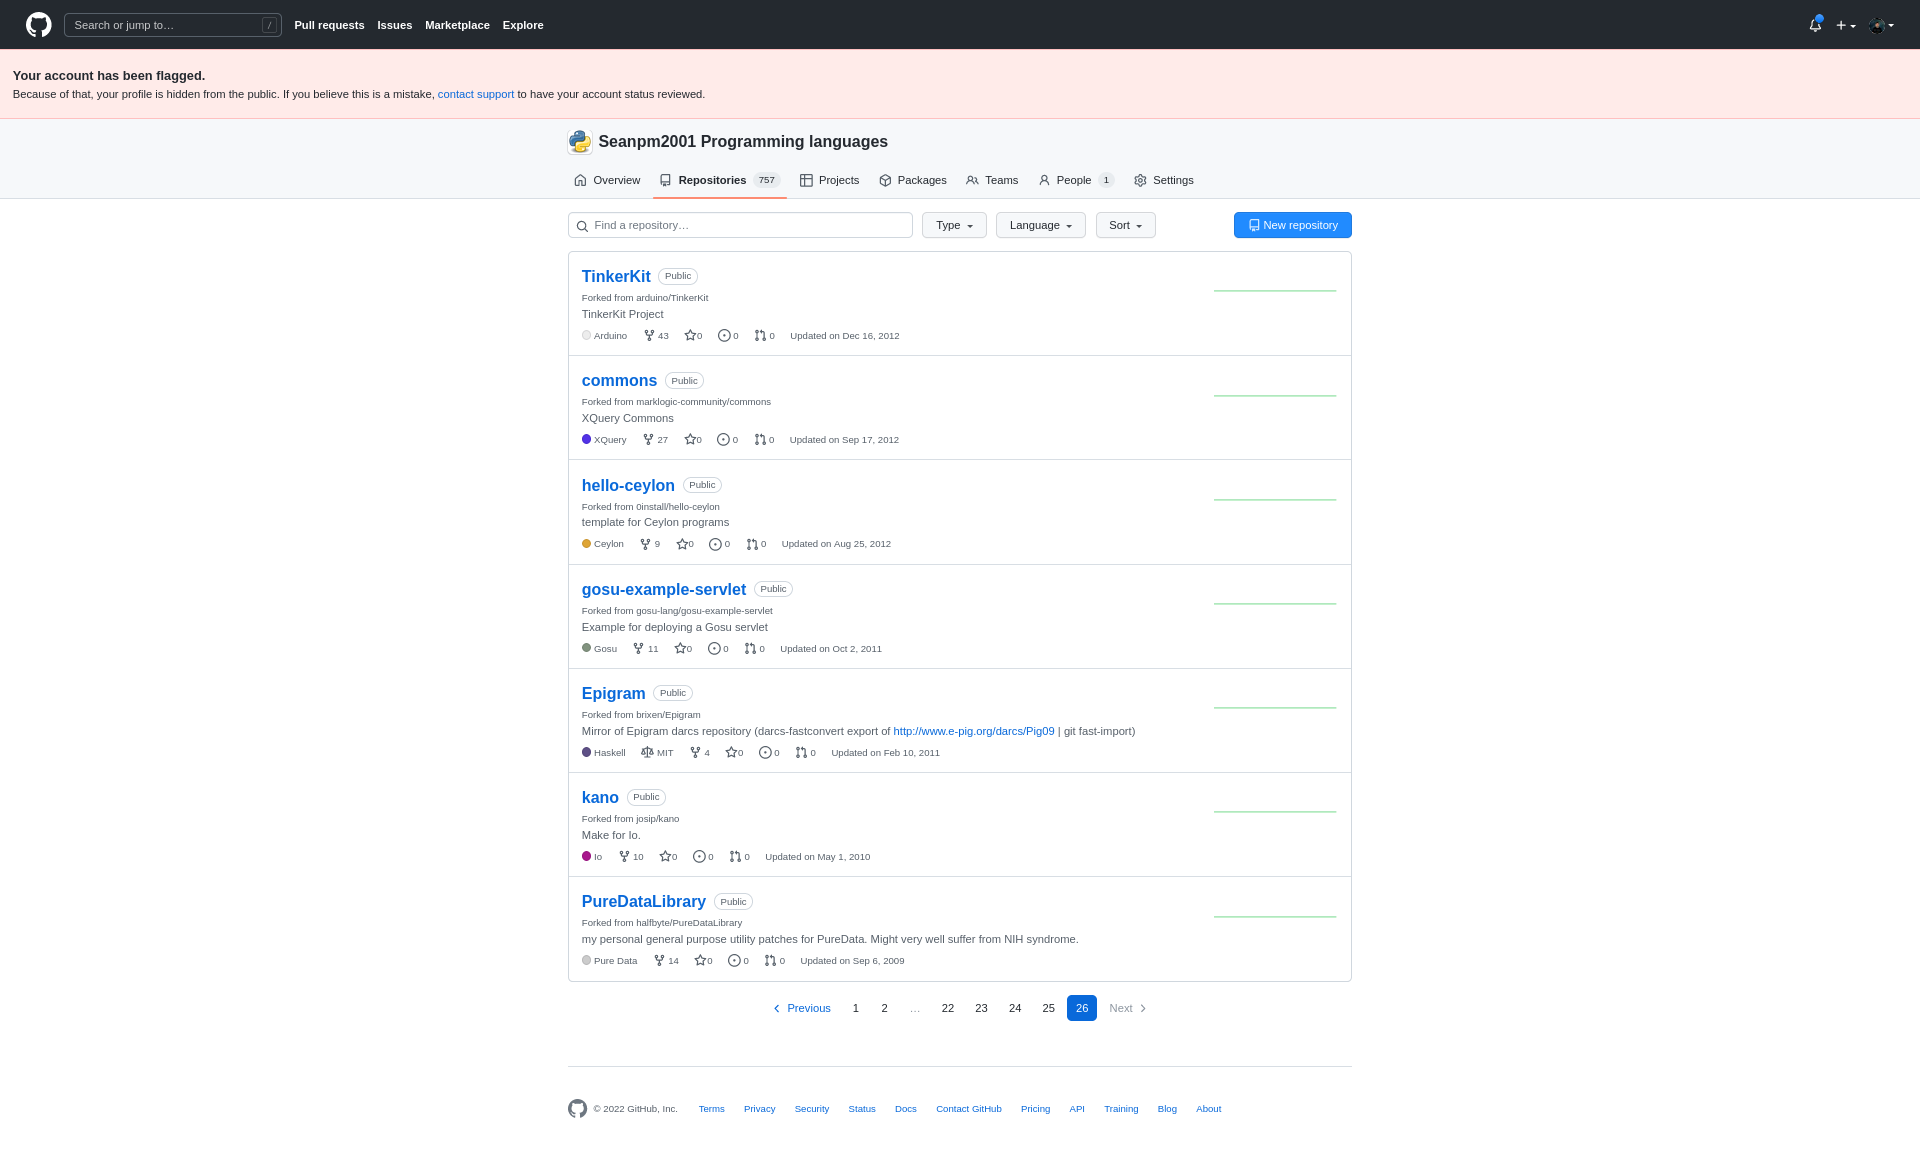 Search or jump to… / Pull requests Issues Marketplace Explore
Your account has been flagged.
Because of that, your profile is hidden from the public. If you believe this is a mistake, contact support to have your account status reviewed.
Seanpm2001 Programming languages
Overview Repositories 757 Projects Packages Teams People 1 Settings
Find a repository… Type Language Sort New repository
TinkerKit Public
Forked from arduino/TinkerKit
TinkerKit Project
Arduino 43 0 0 0 Updated on Dec 16, 2012
commons Public
Forked from marklogic-community/commons
XQuery Commons
XQuery 27 0 0 0 Updated on Sep 17, 2012
hello-ceylon Public
Forked from 0install/hello-ceylon
template for Ceylon programs
Ceylon 9 0 0 0 Updated on Aug 25, 2012
gosu-example-servlet Public
Forked from gosu-lang/gosu-example-servlet
Example for deploying a Gosu servlet
Gosu 11 0 0 0 Updated on Oct 2, 2011
Epigram Public
Forked from brixen/Epigram
Mirror of Epigram darcs repository (darcs-fastconvert export of http://www.e-pig.org/darcs/Pig09 | git fast-import)
Haskell MIT 4 0 0 0 Updated on Feb 10, 2011
kano Public
Forked from josip/kano
Make for Io.
Io 10 0 0 0 Updated on May 1, 2010
PureDataLibrary Public
Forked from halfbyte/PureDataLibrary
my personal general purpose utility patches for PureData. Might very well suffer from NIH syndrome.
Pure Data 14 0 0 0 Updated on Sep 6, 2009
Previous 1 2 … 22 23 24 25 26 Next
© 2022 GitHub, Inc. Terms Privacy Security Status Docs Contact GitHub Pricing API Training Blog About